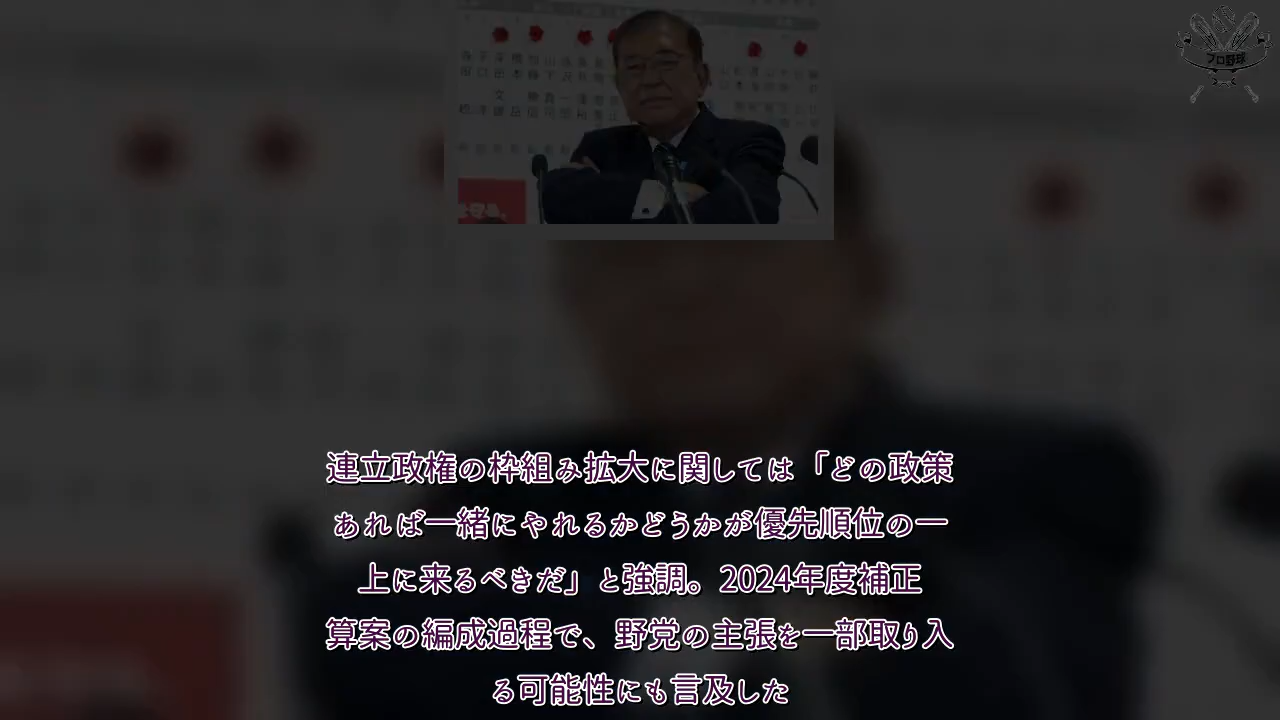 プロ野球
連立政権の枠組み拡大に関しては「どの政策
あれば一緒にやれるかどうかが優先順位の一
上に来るべきだ」と強調。2024年度補正
算案の編成過程で、野党の主張を一部取り入
る可能性にも言及した